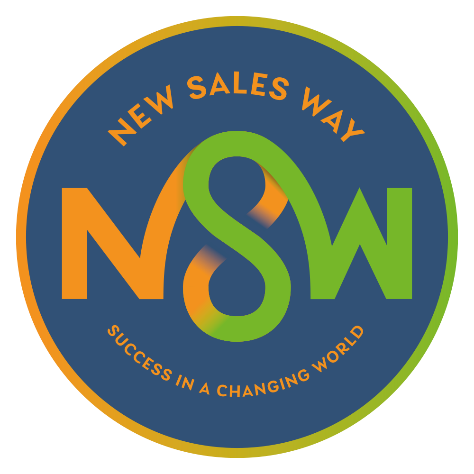 NEW SALES WAY
NSW
SUCCESS IN A CHANGING WORLD